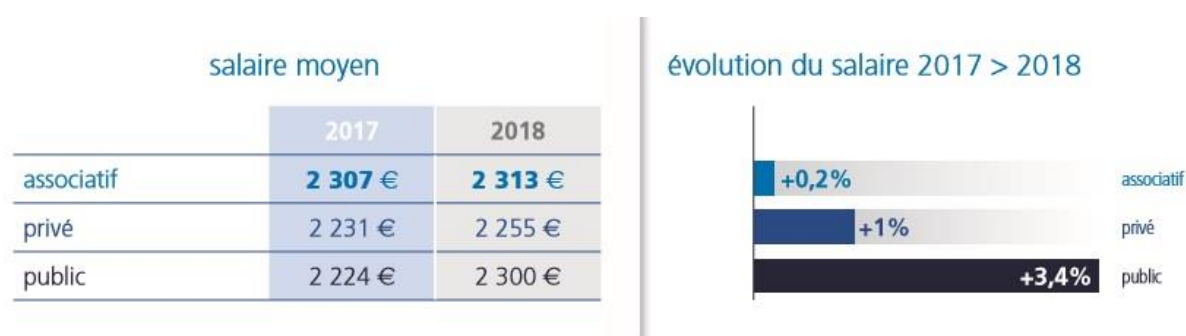 salaire moyen
2017 2018
associatif 2 307 € 2 313 €
privé 2 231 € 2 255 €
public 2 224 € 2 300 €
évolution du salaire 2017 > 2018
+0,2% associatif
+1% privé
+3,4% public